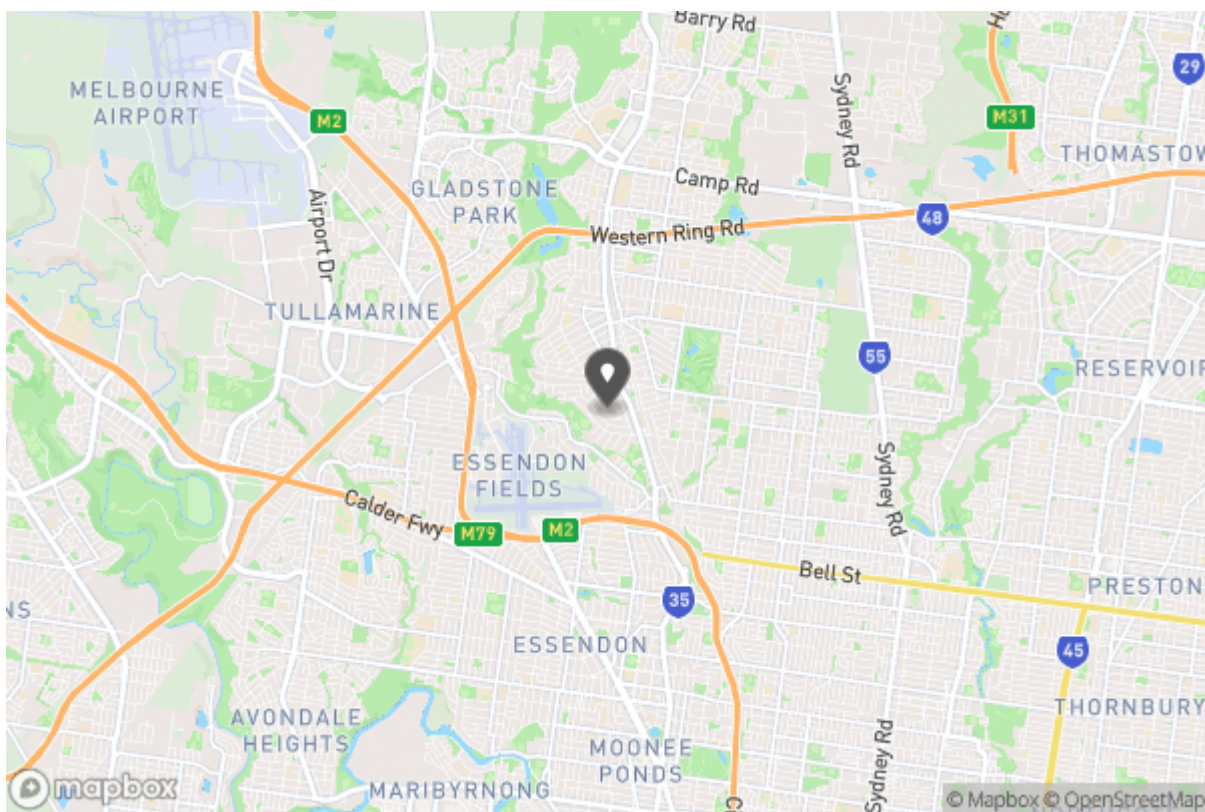 Barry Rd
Hu
29
MELBOURNE
AIRPORT
M2
Sydney Rd
M31
THOMASTOW
Camp Rd
GLADSTONE
PARK
48
Western Ring Rd
Airport Dr
TULLAMARINE
55
RESERVOIR
ESSENDON
FIELDS
Sydney Rd
Calder Fwy
M79
M2
Bell St
PRESTON
NS
35
ESSENDON
45
AVONDALE
HEIGHTS
THORNBURY
Sydney Rd
MOONEE
PONDS
MARIBYRNONG
mapbox
© Mapbox © OpenStreetMap